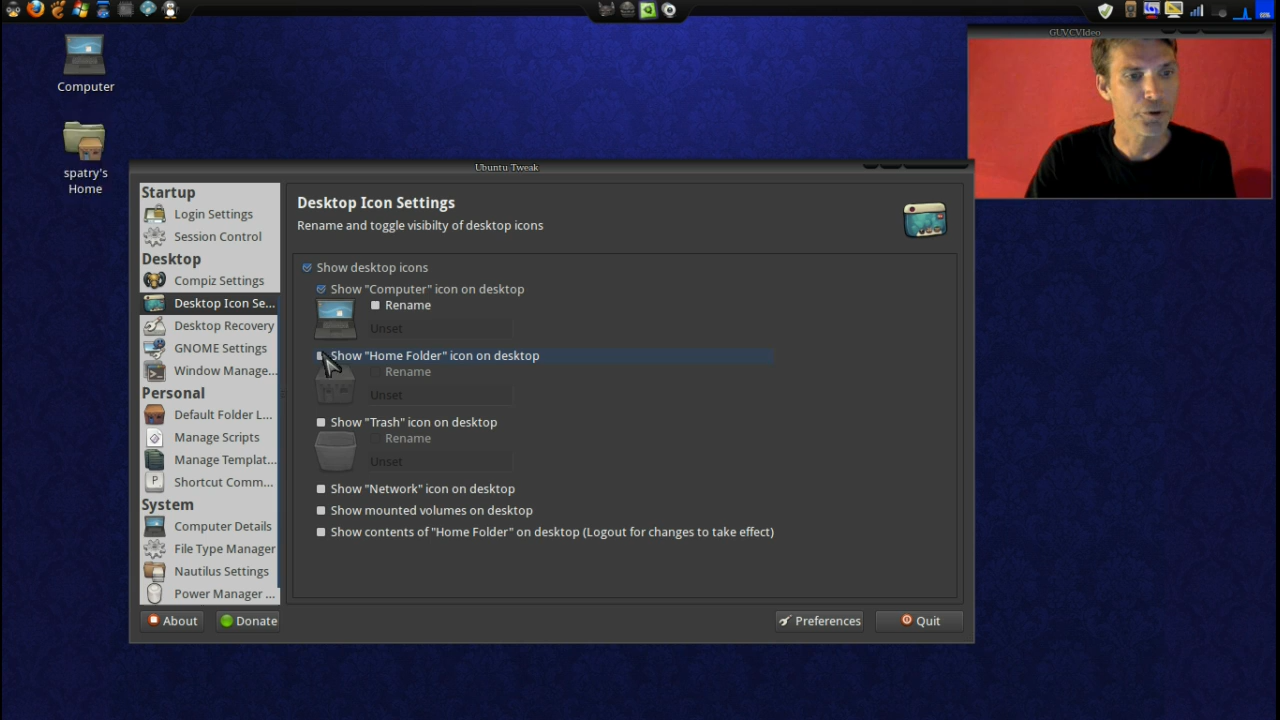 GUVCVideo
Computer
spatry's
Home
Ubuntu Tweak
Startup
Login Settings
Session Control
Desktop
Compiz Settings
Desktop Icon Se...
Desktop Recovery
GNOME Settings
Window Manage...
Personal
Default Folder L...
Manage Scripts
Manage Templat...
Shortcut Comm...
System
Computer Details
File Type Manager
Nautilus Settings
Power Manager ...
About
Donate
Desktop Icon Settings
Rename and toggle visibilty of desktop icons
Show desktop icons
Show "Computer" icon on desktop
Rename
Unset
Show "Home Folder" icon on desktop
Rename
Unset
Show "Trash" icon on desktop
Rename
Unset
Show "Network" icon on desktop
Show mounted volumes on desktop
Show contents of "Home Folder" on desktop (Logout for changes to take effect)
Preferences
Quit